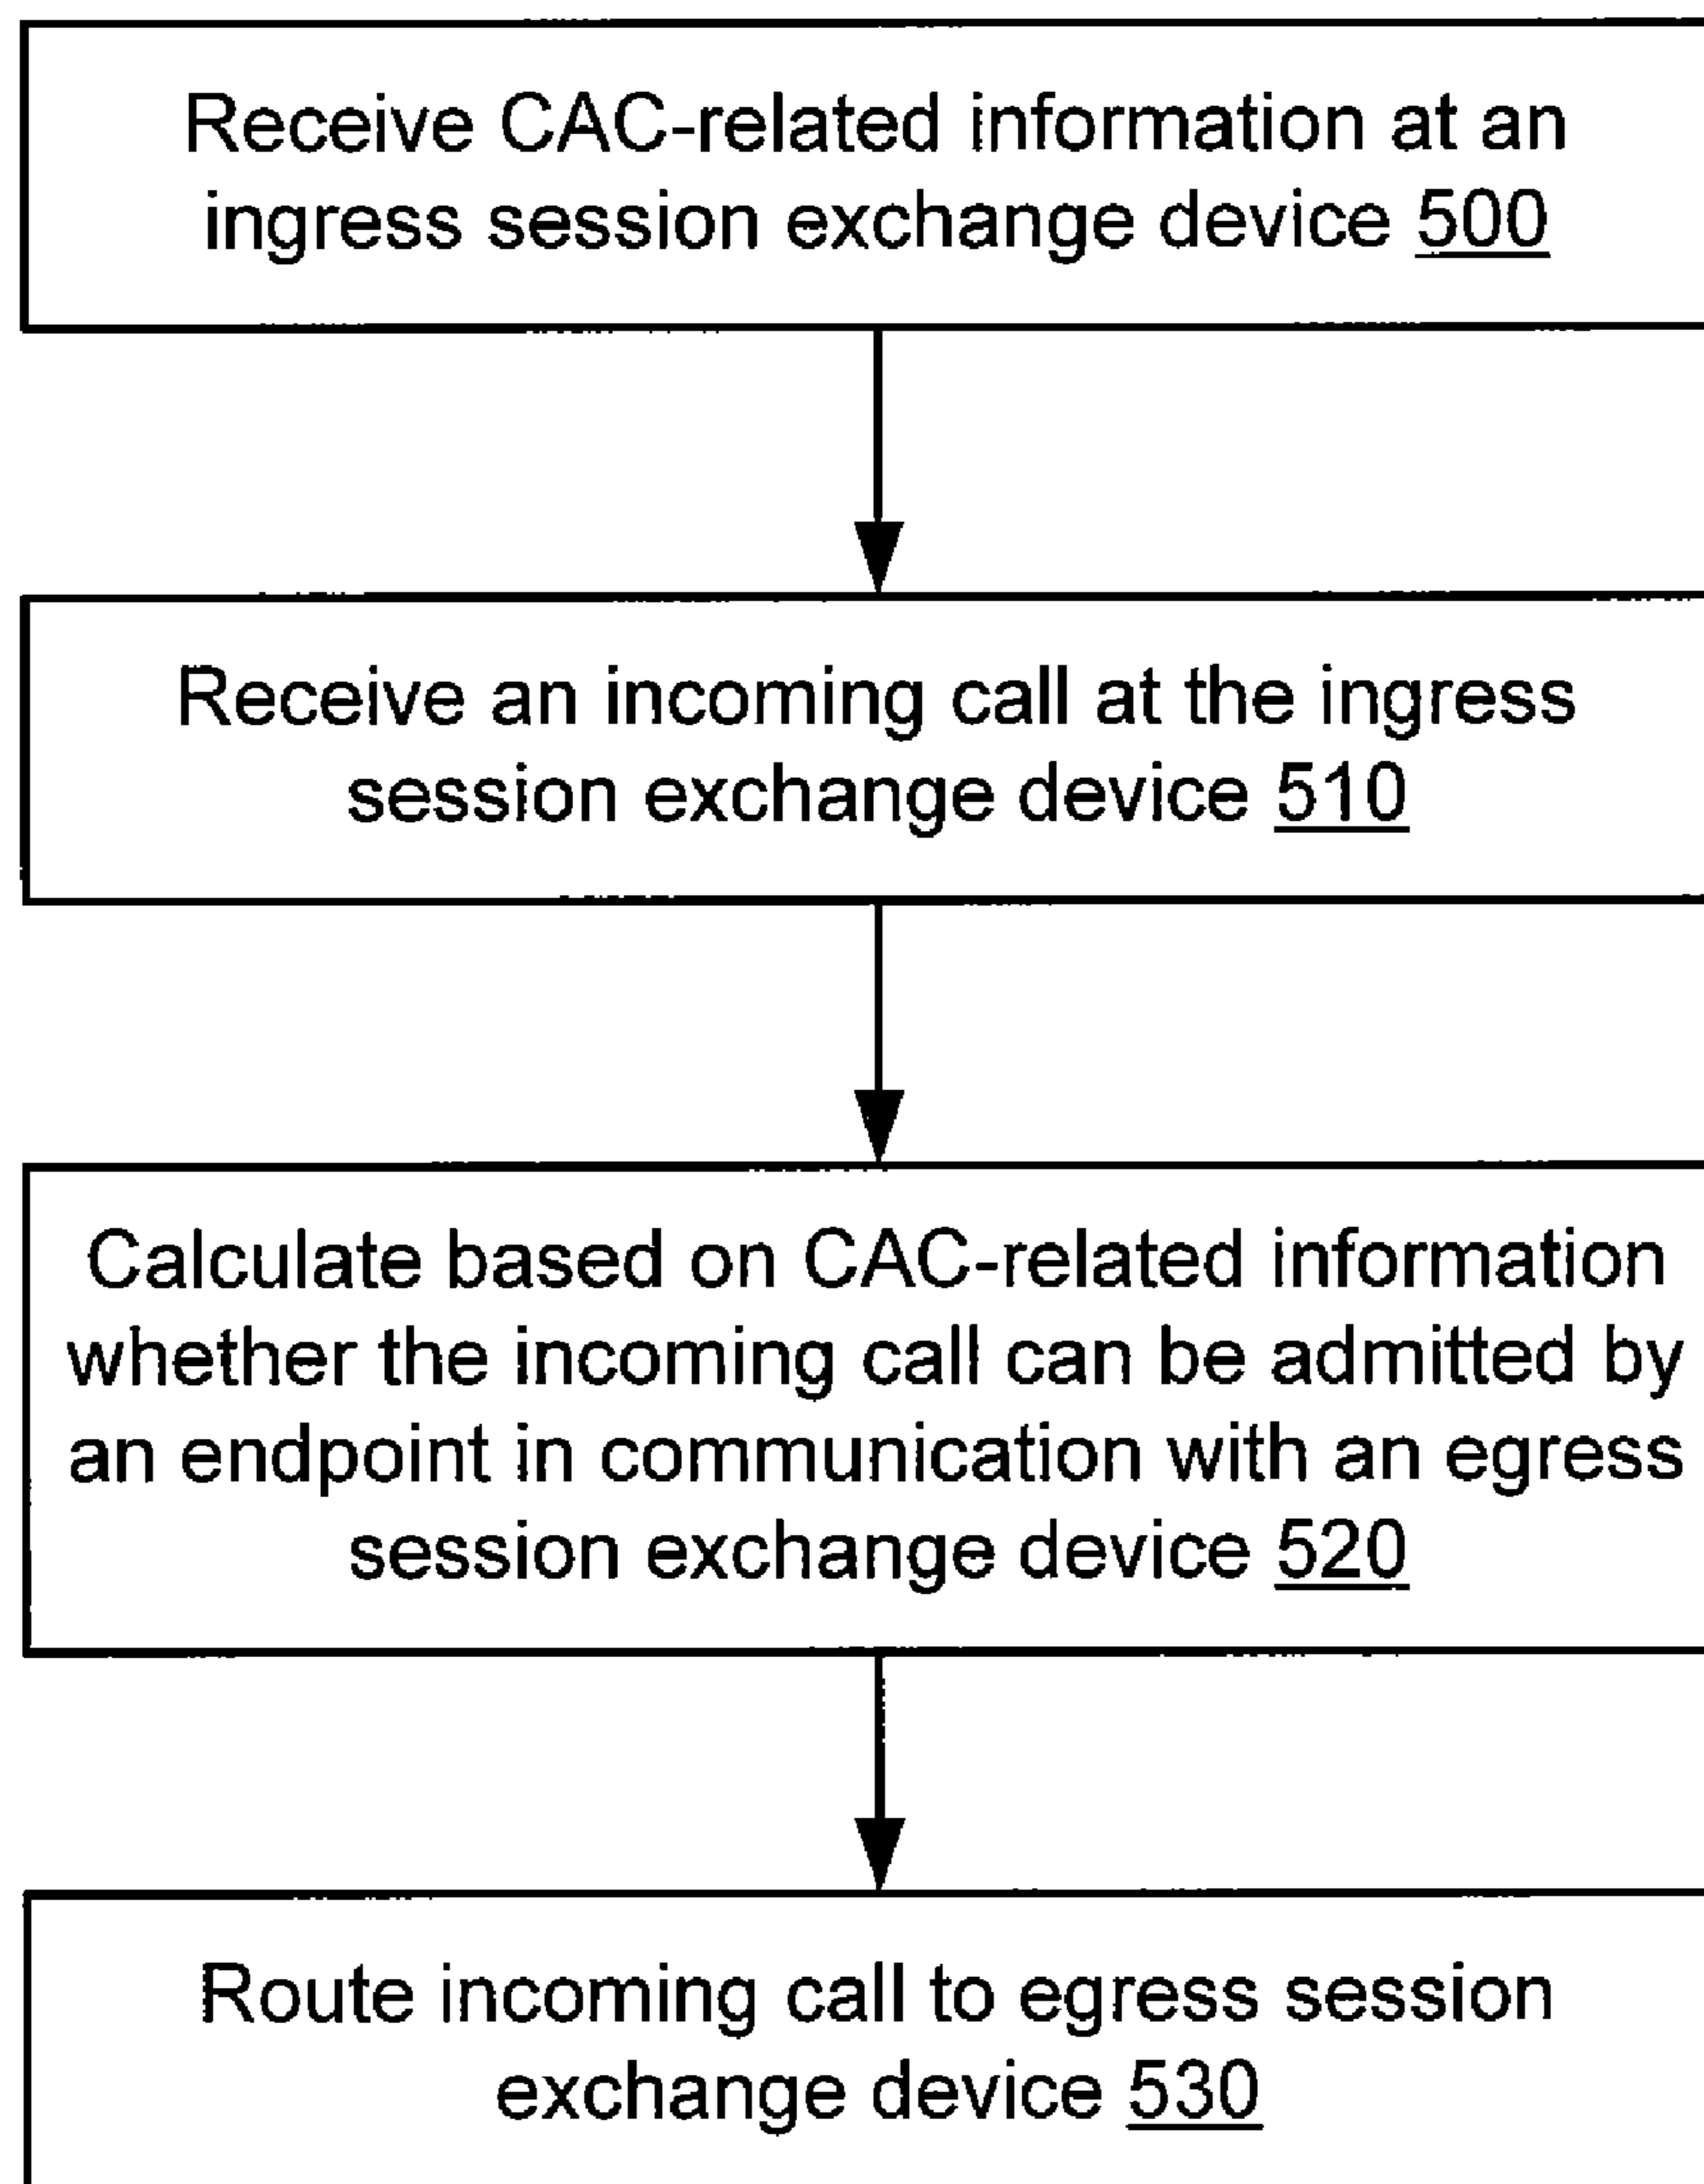 Receive CAC-related information at an
ingress session exchange device 500
Receive an incoming call at the ingress
session exchange device 510
Calculate based on CAC-related information
whether the incoming call can be admitted by
an endpoint in communication with an egress
session exchange device 520
Route incoming call to egress session
exchange device 530